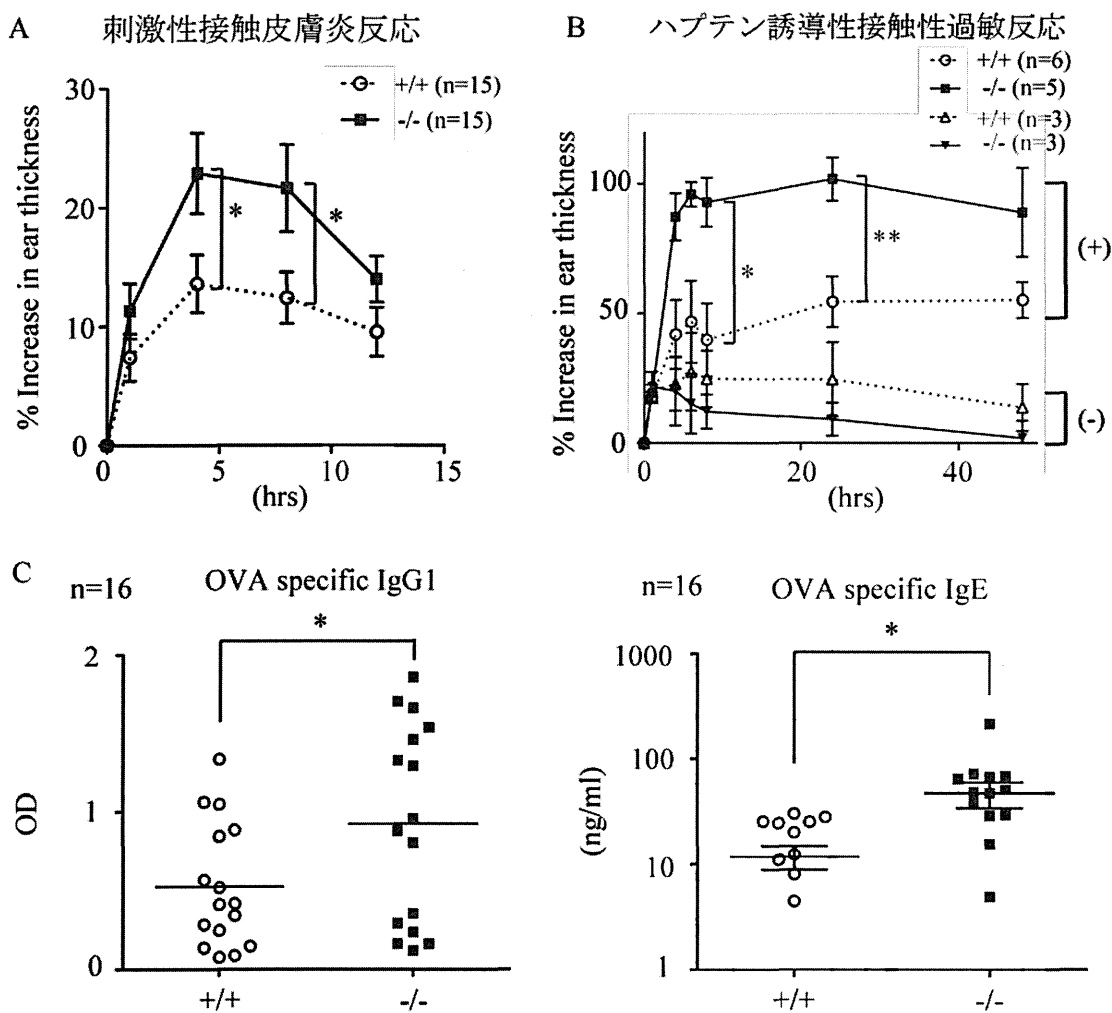 A
刺激性接触皮膚炎反応
+/+ (n=15)
-/- (n=15)
% Increase in ear thickness
30
20
10
0
*
*
0
5
10
15
(hrs)
B
ハプテン誘導性接触性過敏反応
+/+ (n=6)
-/- (n=5)
+/+ (n=3)
-/- (n=3)
% Increase in ear thickness
100
50
0
*
**
(+)
(-)
0
20
40
(hrs)
C
n=16
OVA specific IgG1
*
OD
2
1
0
+/+
-/-
n=16
OVA specific IgE
*
(ng/ml)
1000
100
10
1
+/+
-/-